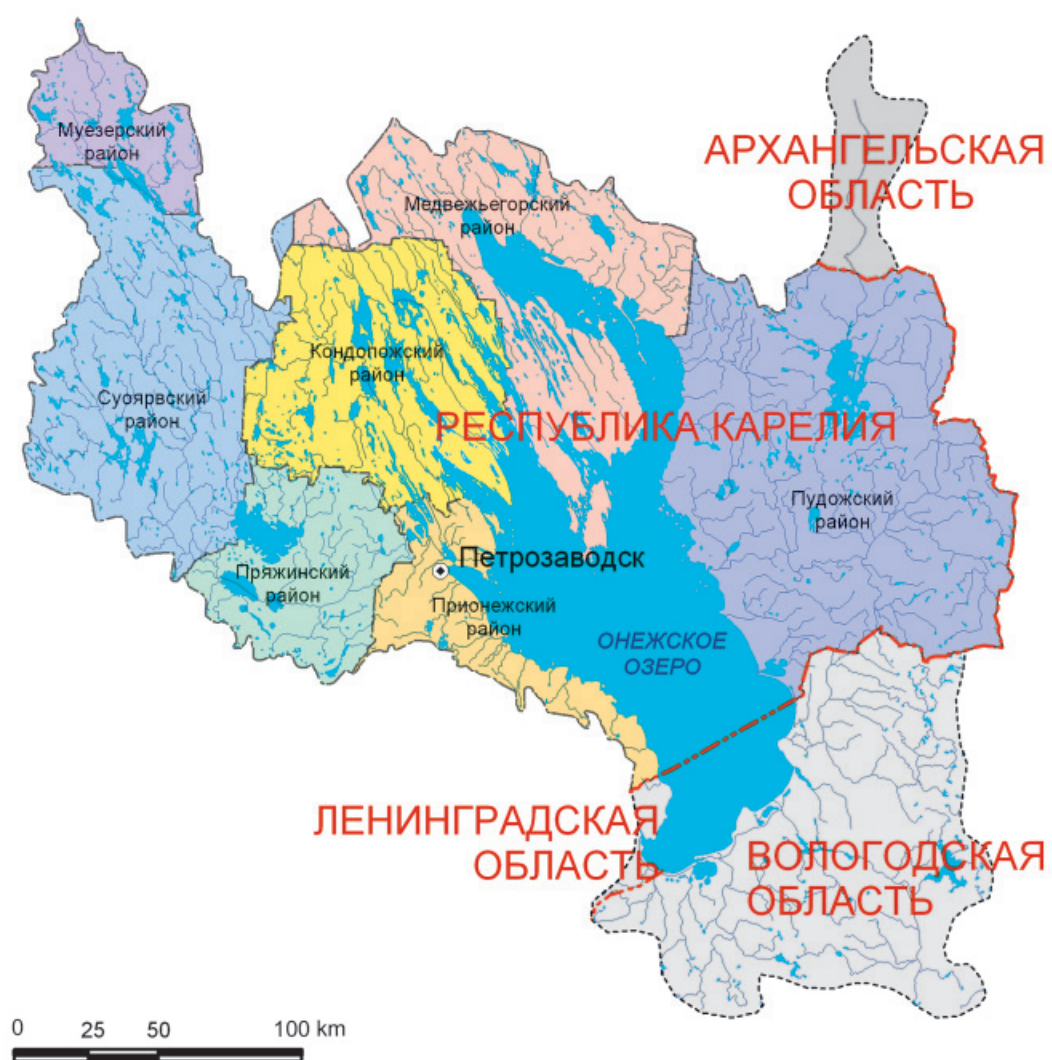 Муезерский
район
АРХАНГЕЛЬСКАЯ
ОБЛАСТЬ
Медвежьегорский
район
Кондопожский
район
Суоярвский
район
РЕСПУБЛИКА КАРЕЛИЯ
Пудожский
район
Петрозаводск
Пряжинский
район
Прионежский
район
ОНЕЖСКОЕ
ОЗЕРО
ЛЕНИНГРАДСКАЯ
ОБЛАСТЬ
ВОЛОГОДСКАЯ
ОБЛАСТЬ
0 25 50 100 km